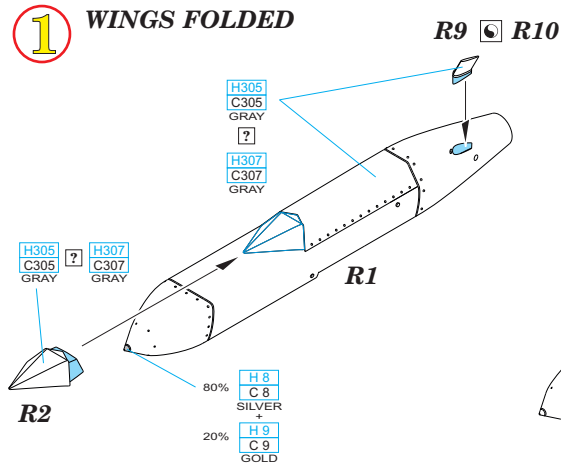 1 WINGS FOLDED
R9 R10
H305
C305
GRAY
?
H307
C307
GRAY
R1
H305 ? H307
C305 C307
GRAY GRAY
R2
80% H 8
C 8
SILVER
+
20% H 9
C 9
GOLD